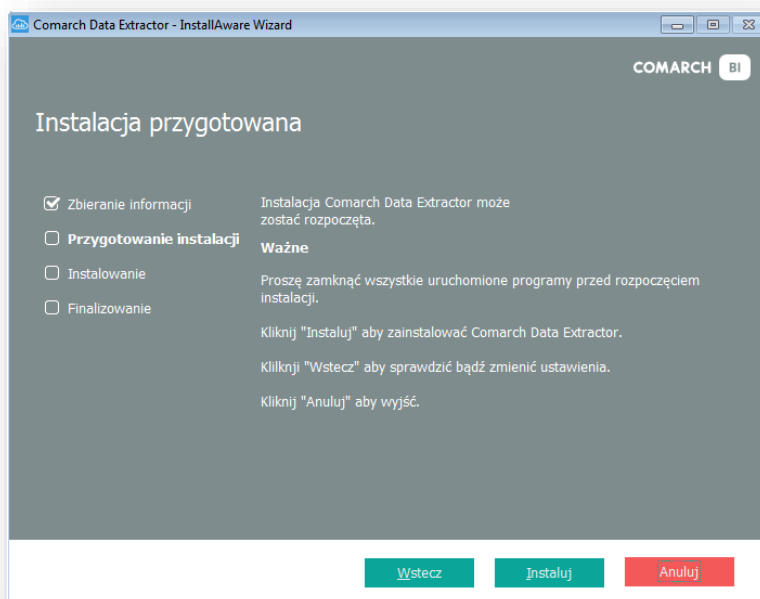 Comarch Data Extractor - InstallAware Wizard
COMARCH BI
Instalacja przygotowana
Zbieranie informacji
Przygotowanie instalacji
Instalowanie
Finalizowanie
Instalacja Comarch Data Extractor może
zostać rozpoczęta.
Ważne
Proszę zamknąć wszystkie uruchomione programy przed rozpoczęciem
instalacji.
Kliknij "Instaluj" aby zainstalować Comarch Data Extractor.
Klilknji "Wstecz" aby sprawdzić bądź zmienić ustawienia.
Kliknij "Anuluj" aby wyjść.
Wstecz
Instaluj
Anuluj